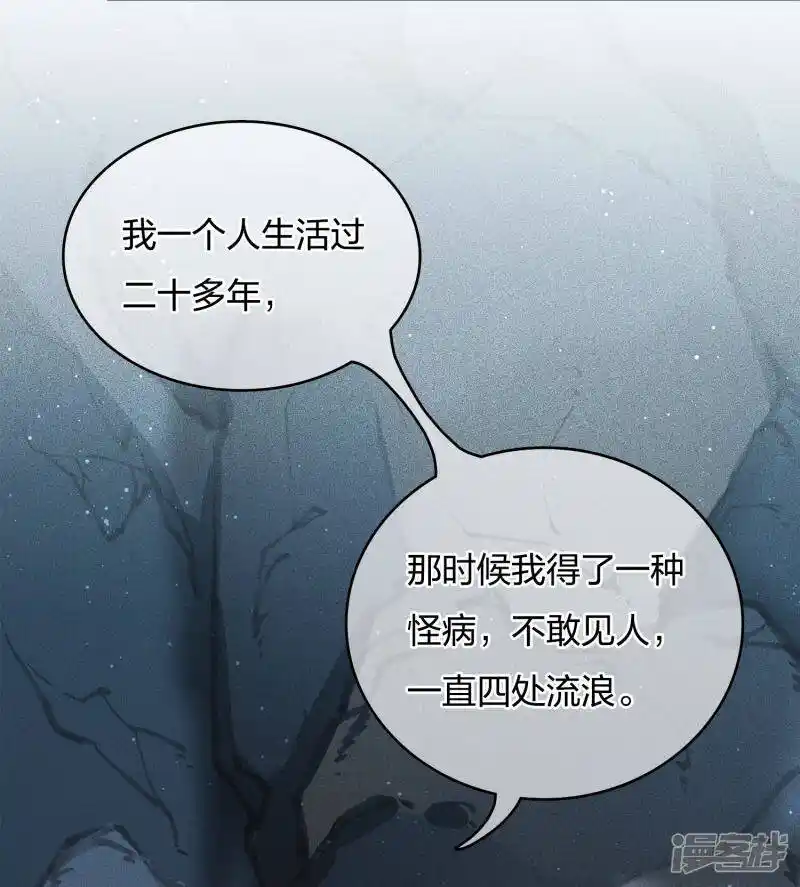 我一个人生活过
二十多年，
那时候我得了一种
怪病，不敢见人，
一直四处流浪。
漫客栈